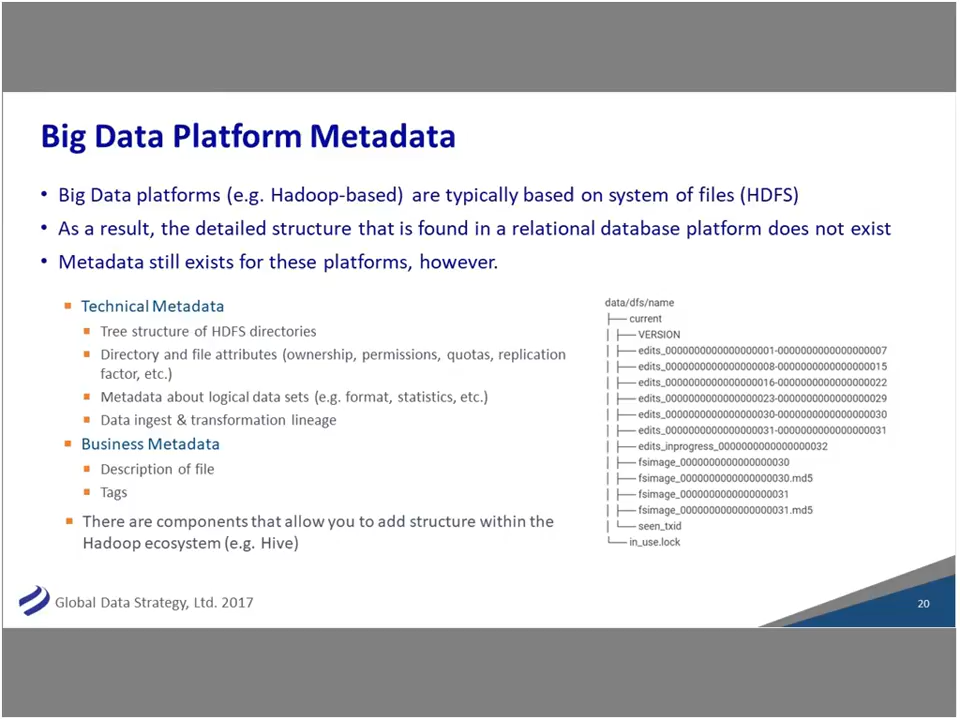 Big Data Platform Metadata
• Big Data platforms (e.g. Hadoop-based) are typically based on system of files (HDFS)
• As a result, the detailed structure that is found in a relational database platform does not exist
• Metadata still exists for these platforms, however.
▪ Technical Metadata
▪ Tree structure of HDFS directories
▪ Directory and file attributes (ownership, permissions, quotas, replication
factor, etc.)
▪ Metadata about logical data sets (e.g. format, statistics, etc.)
▪ Data ingest & transformation lineage
▪ Business Metadata
▪ Description of file
▪ Tags
▪ There are components that allow you to add structure within the
Hadoop ecosystem (e.g. Hive)
data/dfs/name
├── current
│ ├── VERSION
│ ├── edits_0000000000000000001-0000000000000000007
│ ├── edits_0000000000000000008-0000000000000000015
│ ├── edits_0000000000000000016-0000000000000000022
│ ├── edits_0000000000000000023-0000000000000000029
│ ├── edits_0000000000000000030-0000000000000000030
│ ├── edits_0000000000000000031-0000000000000000031
│ ├── edits_inprogress_0000000000000000032
│ ├── fsimage_0000000000000000030
│ ├── fsimage_0000000000000000030.md5
│ ├── fsimage_0000000000000000031
│ ├── fsimage_0000000000000000031.md5
│ └── seen_txid
└── in_use.lock
Global Data Strategy, Ltd. 2017
20